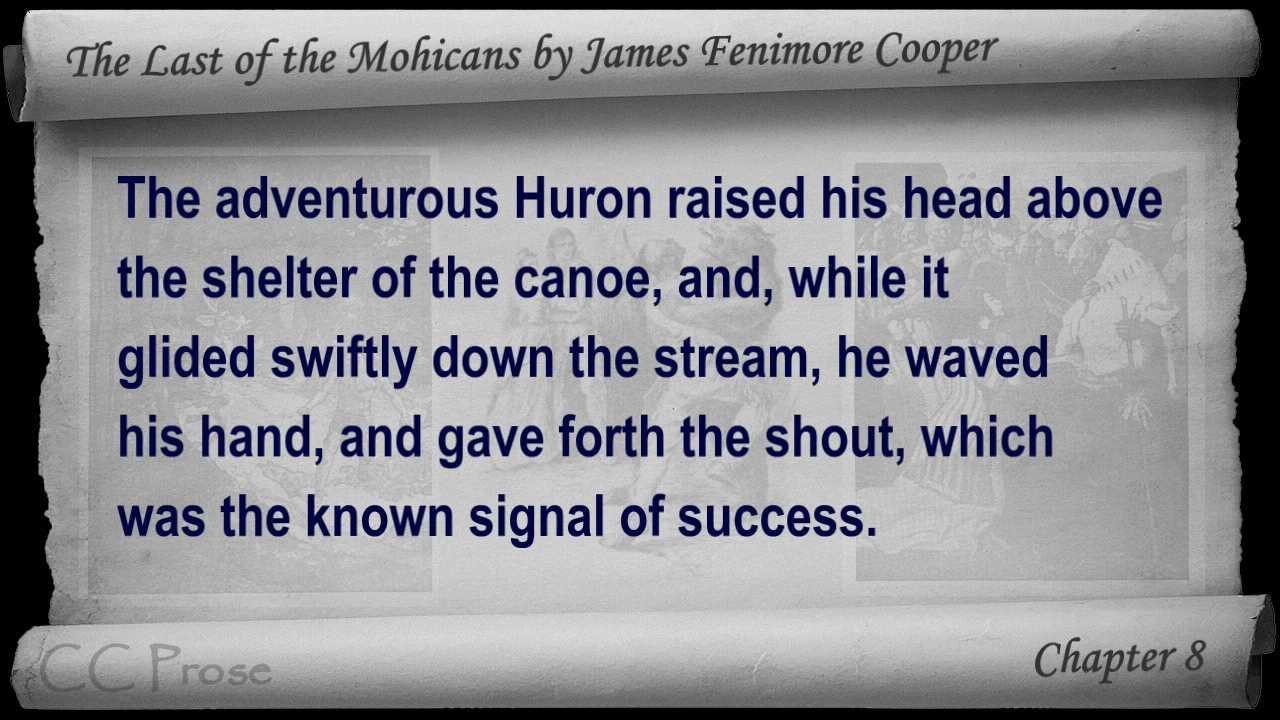 The Last of the Mohicans by James Fenimore Cooper
The adventurous Huron raised his head above
the shelter of the canoe, and, while it
glided swiftly down the stream, he waved
his hand, and gave forth the shout, which
was the known signal of success.
CC Prose
Chapter 8